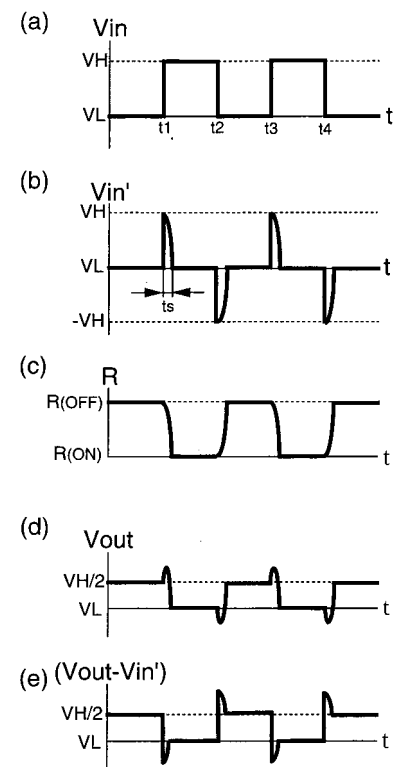 (a)
Vin
VH
VL
t1 t2 t3 t4 t
(b)
Vin'
VH
VL t
ts
-VH
(c)
R
R(OFF)
R(ON) t
(d)
Vout
VH/2
VL t
(e) (Vout-Vin')
VH/2
VL t